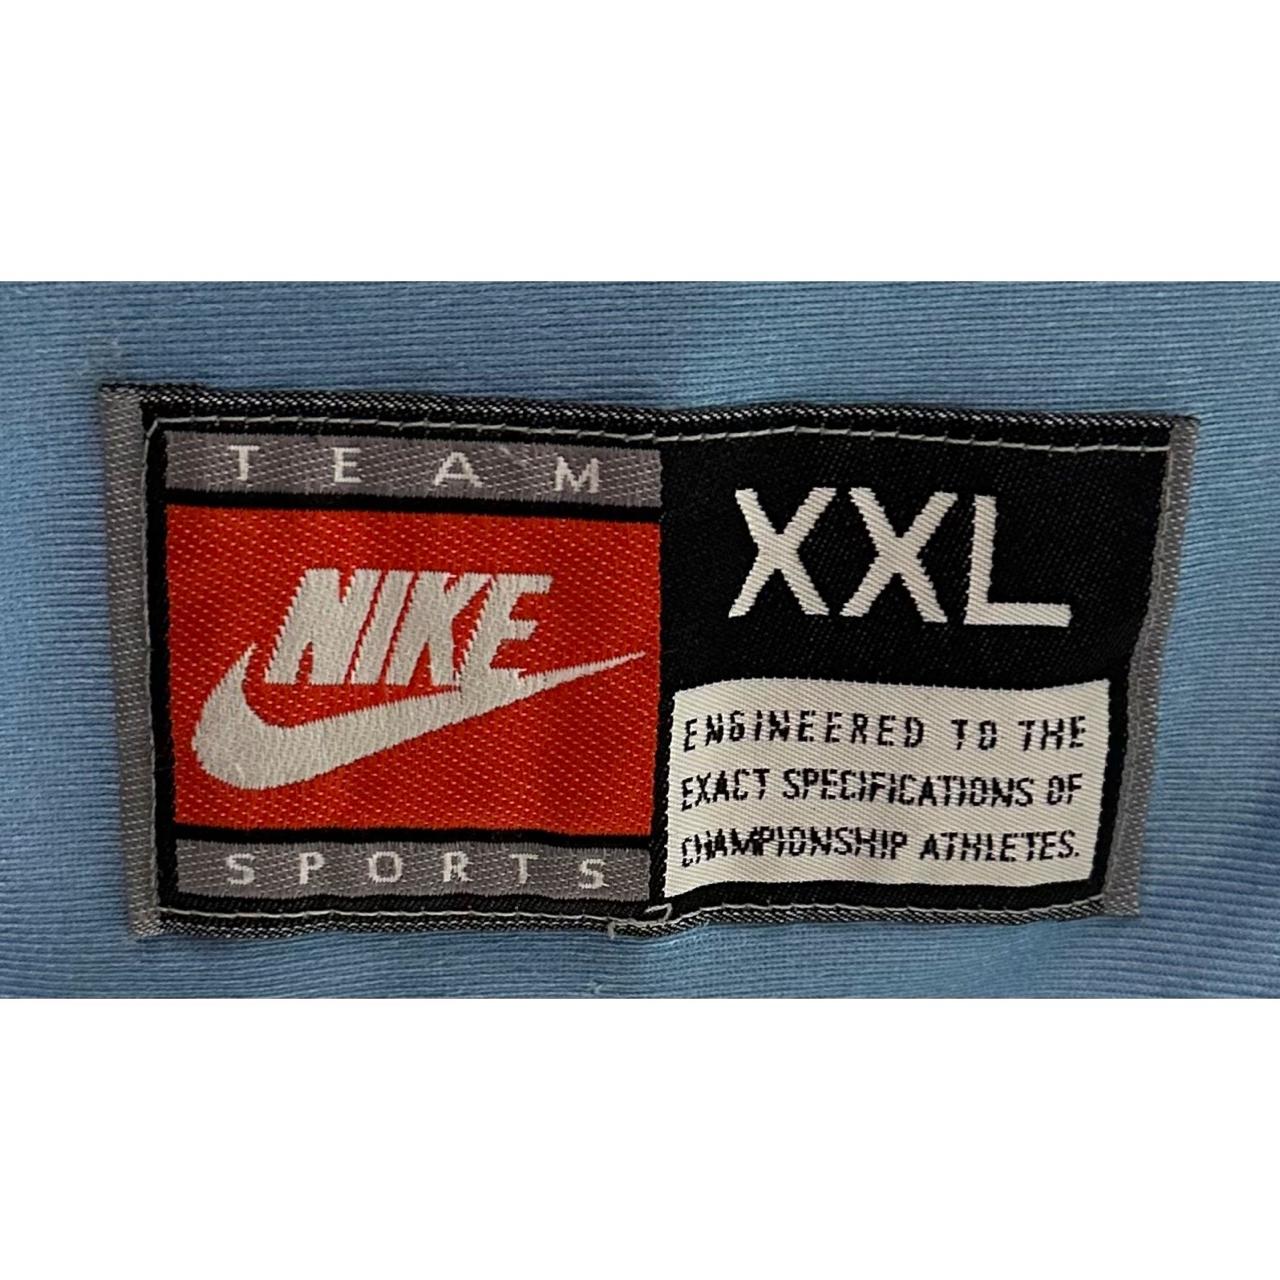 TEAM
NIKE
SPORTS
XXL
ENGINEERED TO THE
EXACT SPECIFICATIONS OF
CHAMPIONSHIP ATHLETES.